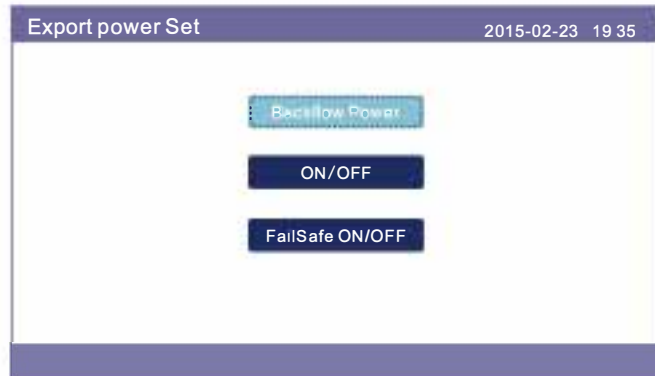 Export power Set
2015-02-23 19 35
Backflow Power
ON/OFF
FailSafe ON/OFF